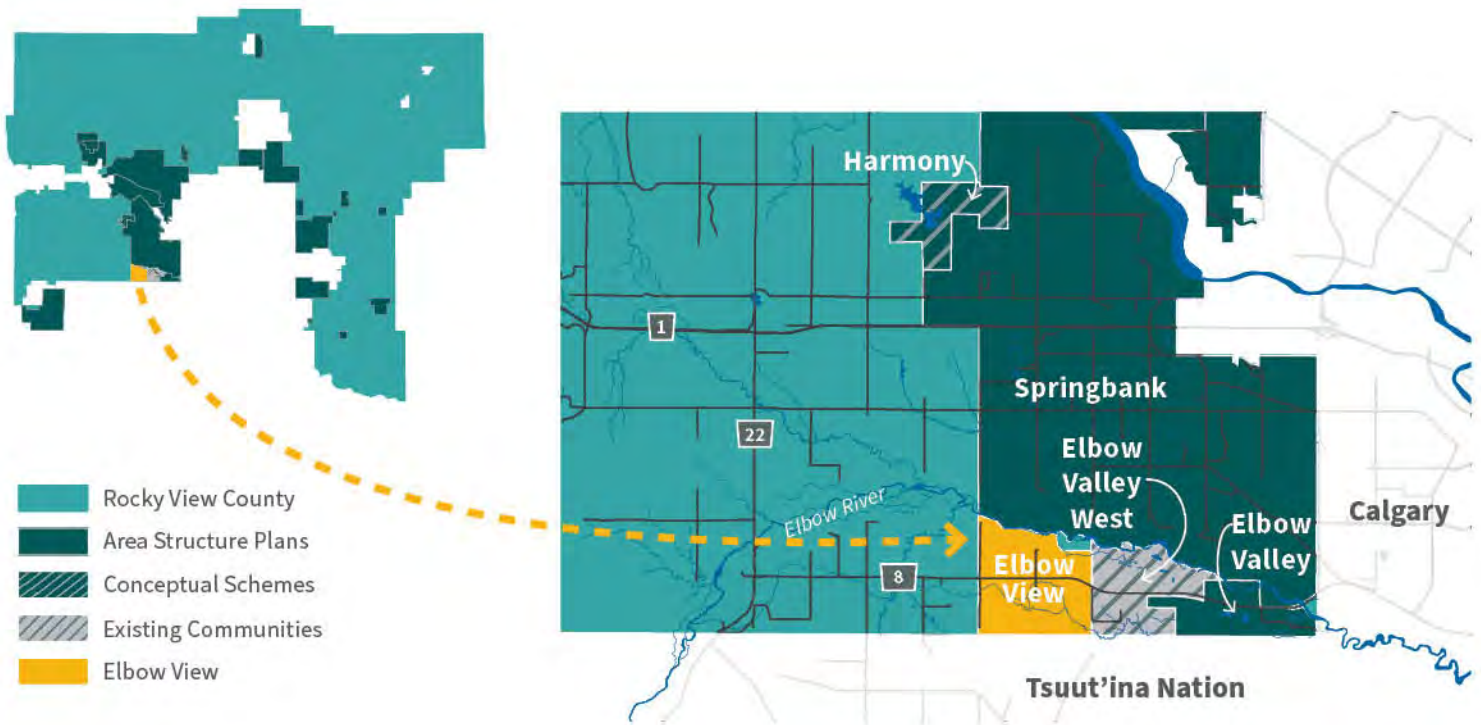 Harmony
1
Springbank
22
Elbow
Valley
West
Elbow River
Elbow
Valley
Calgary
Elbow
View
8
Tsuut'ina Nation
Rocky View County
Area Structure Plans
Conceptual Schemes
Existing Communities
Elbow View